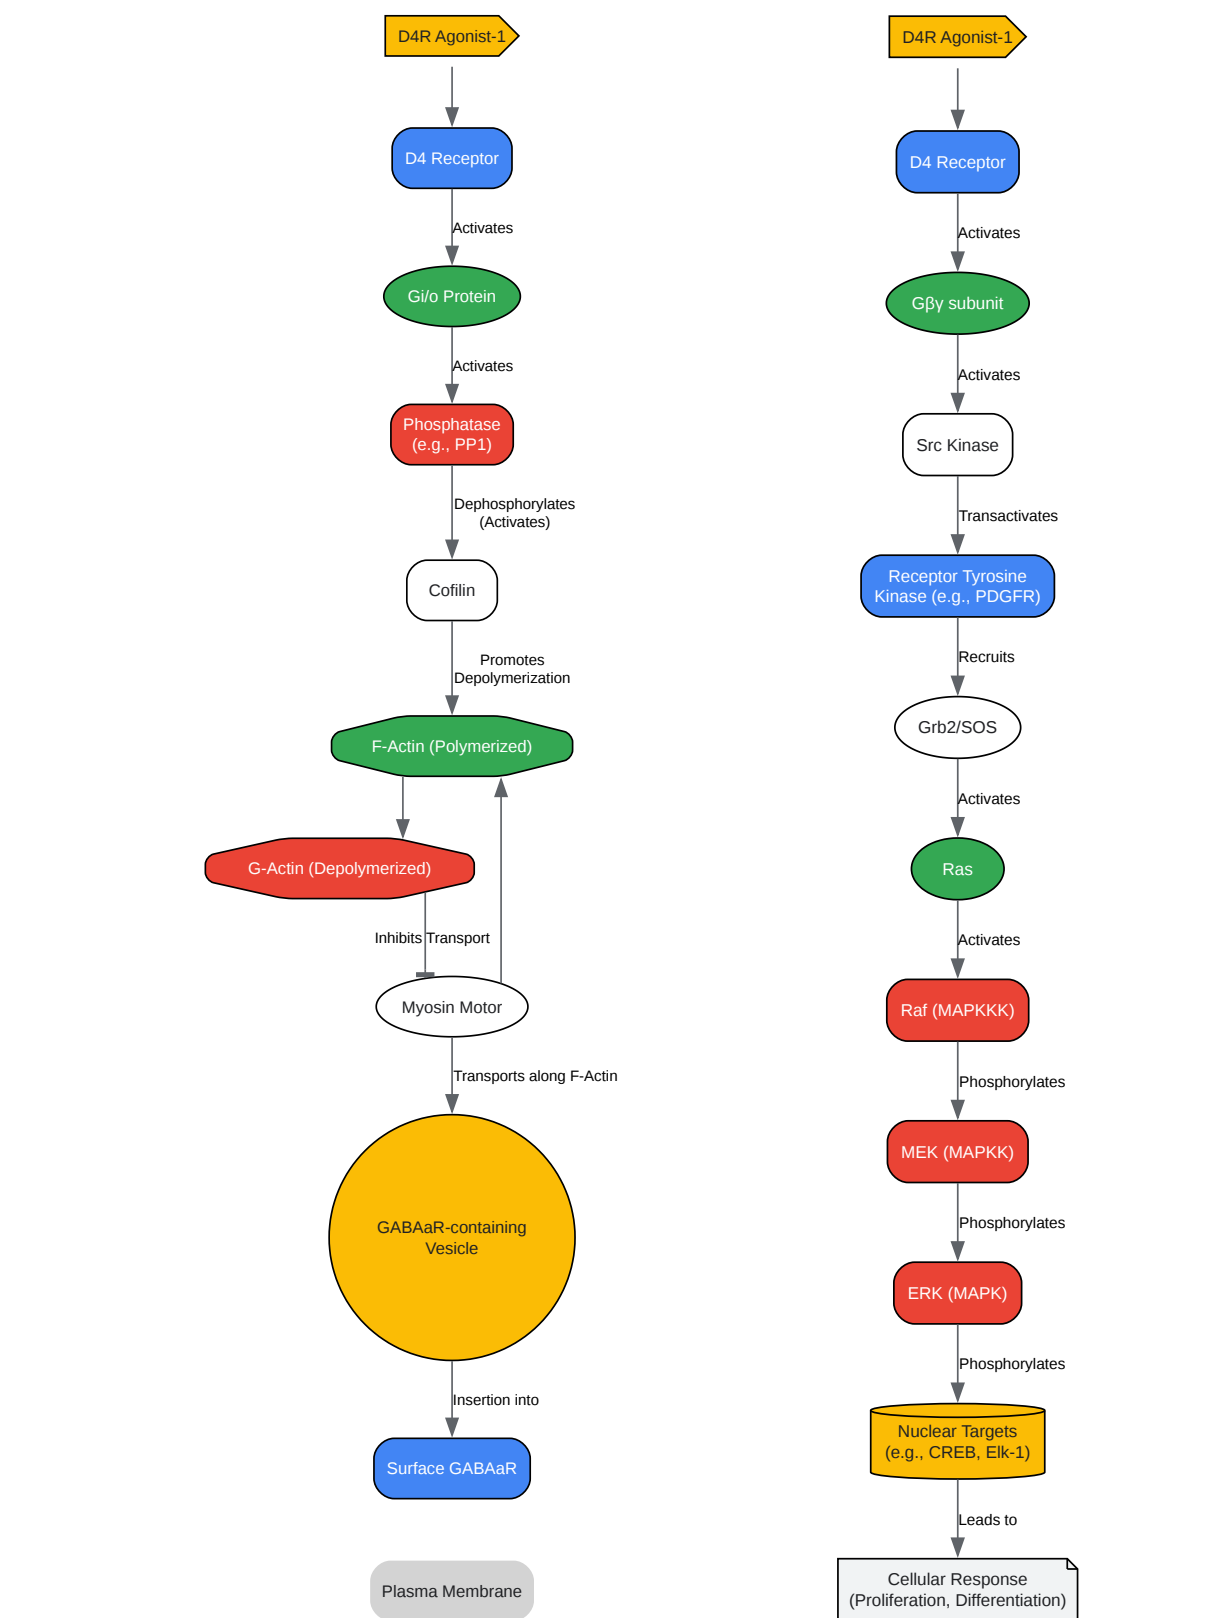 D4R Agonist-1
D4 Receptor
Activates
Gi/o Protein
Activates
Phosphatase
(e.g., PP1)
Dephosphorylates
(Activates)
Cofilin
Promotes
Depolymerization
F-Actin (Polymerized)
G-Actin (Depolymerized)
Inhibits Transport
Myosin Motor
Transports along F-Actin
GABAaR-containing
Vesicle
Insertion into
Surface GABAaR
Plasma Membrane
D4R Agonist-1
D4 Receptor
Activates
Gβγ subunit
Activates
Src Kinase
Transactivates
Receptor Tyrosine
Kinase (e.g., PDGFR)
Recruits
Grb2/SOS
Activates
Ras
Activates
Raf (MAPKKK)
Phosphorylates
MEK (MAPKK)
Phosphorylates
ERK (MAPK)
Phosphorylates
Nuclear Targets
(e.g., CREB, Elk-1)
Leads to
Cellular Response
(Proliferation, Differentiation)